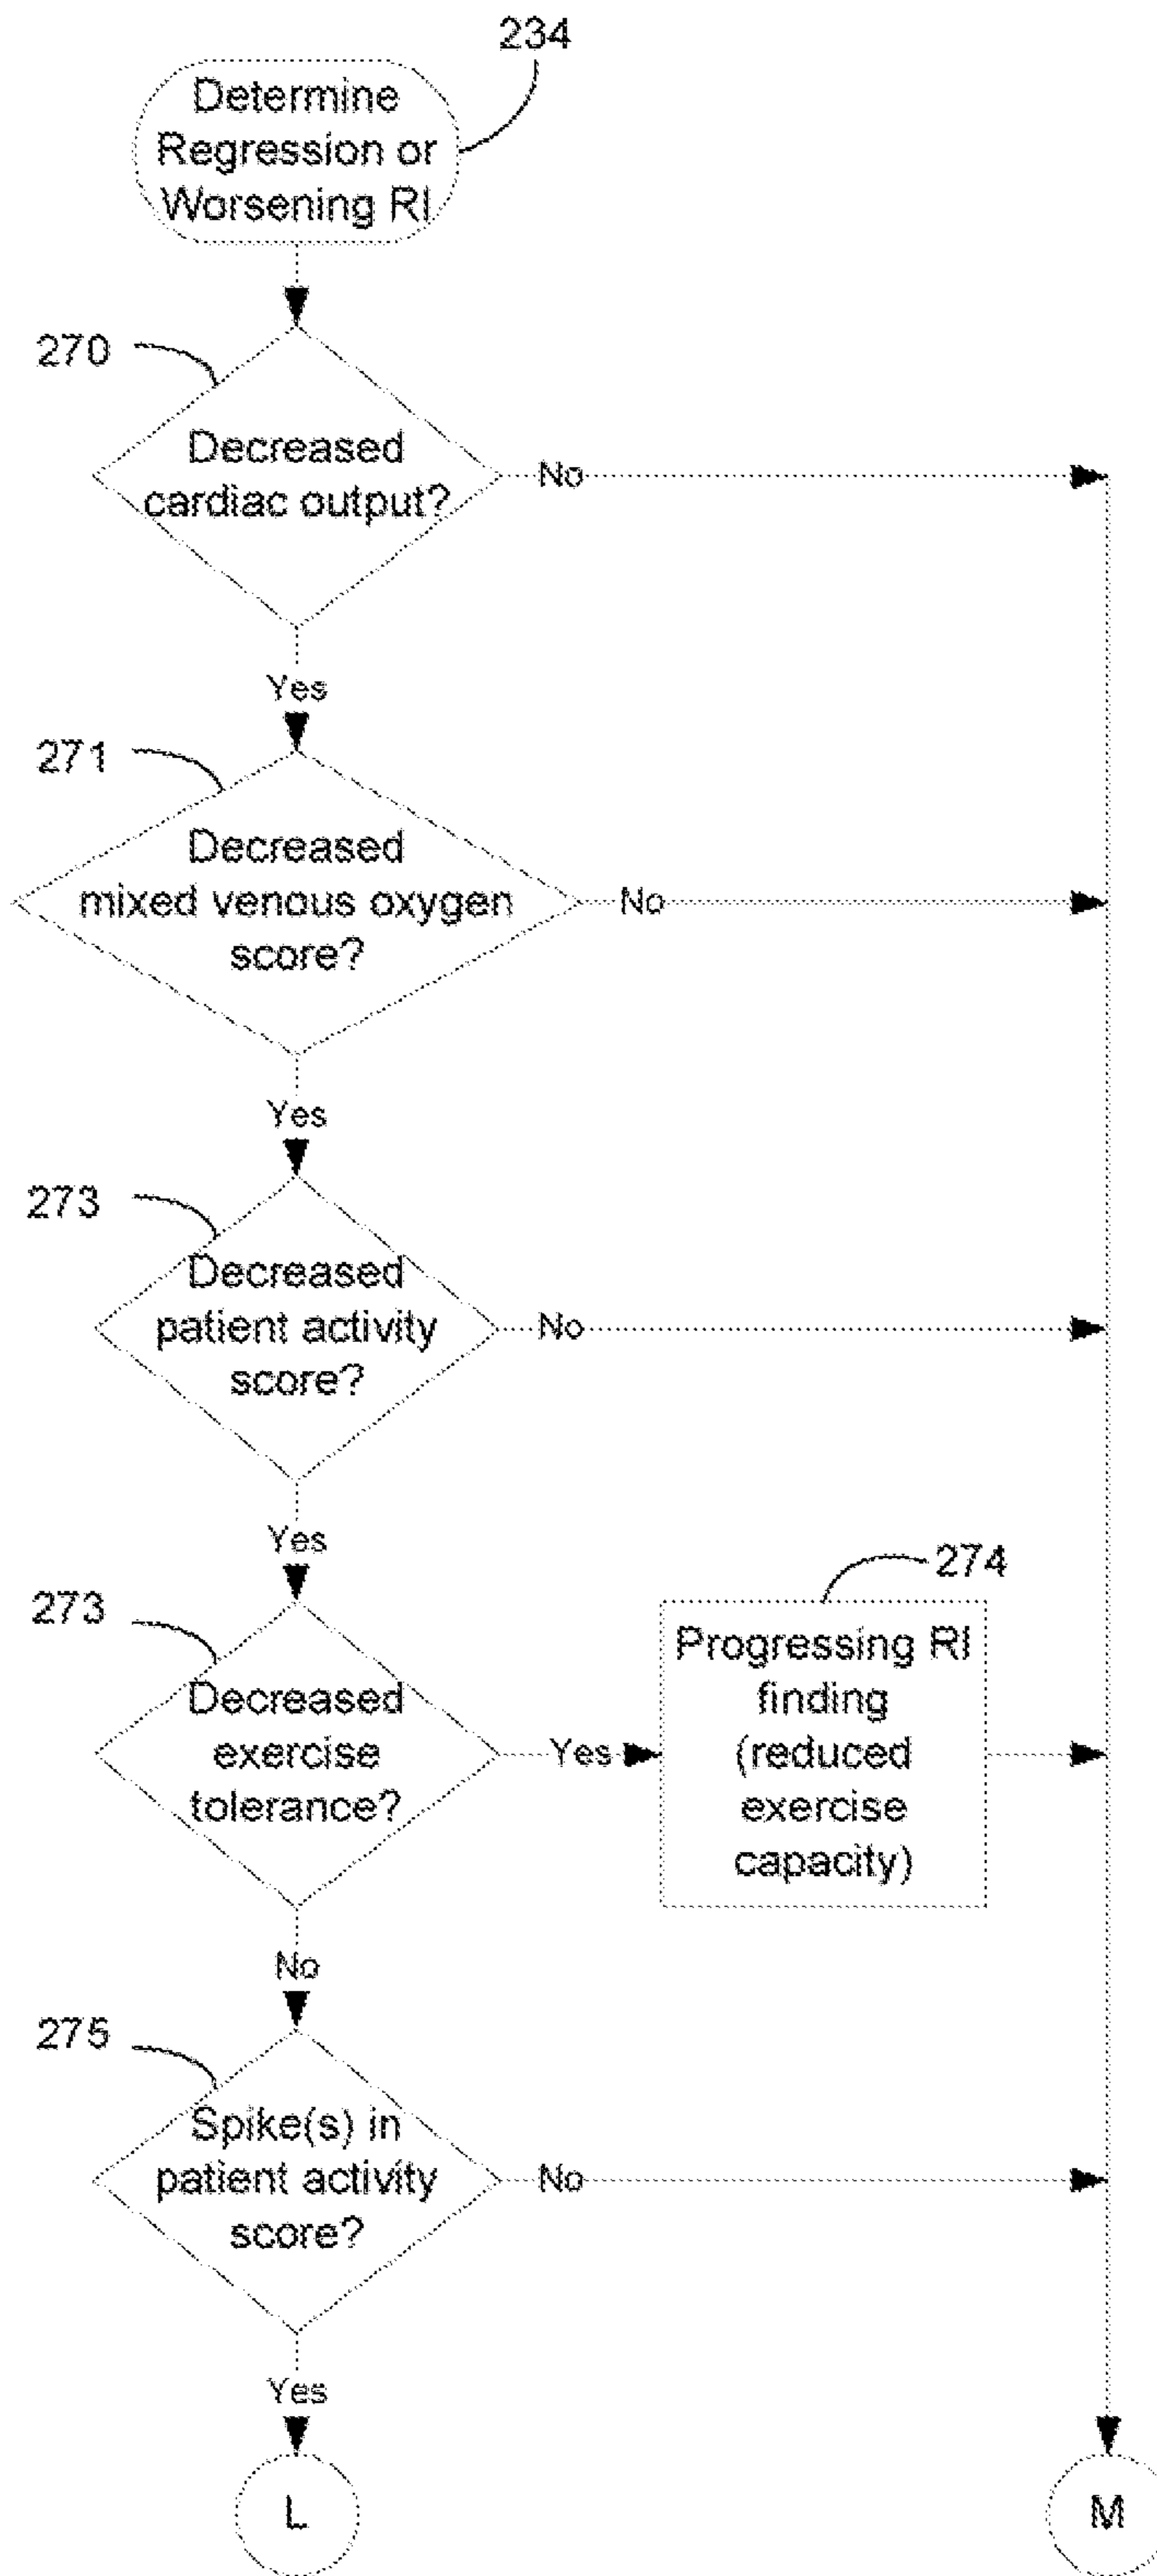 234
Determine
Regression or
Worsening RI
270
Decreased
cardiac output?
No
Yes
271
Decreased
mixed venous oxygen
score?
No
Yes
273
Decreased
patient activity
score?
No
Yes
273
Decreased
exercise
tolerance?
Yes
274
Progressing RI
finding
(reduced
exercise
capacity)
No
275
Spike(s) in
patient activity
score?
No
Yes
L
M